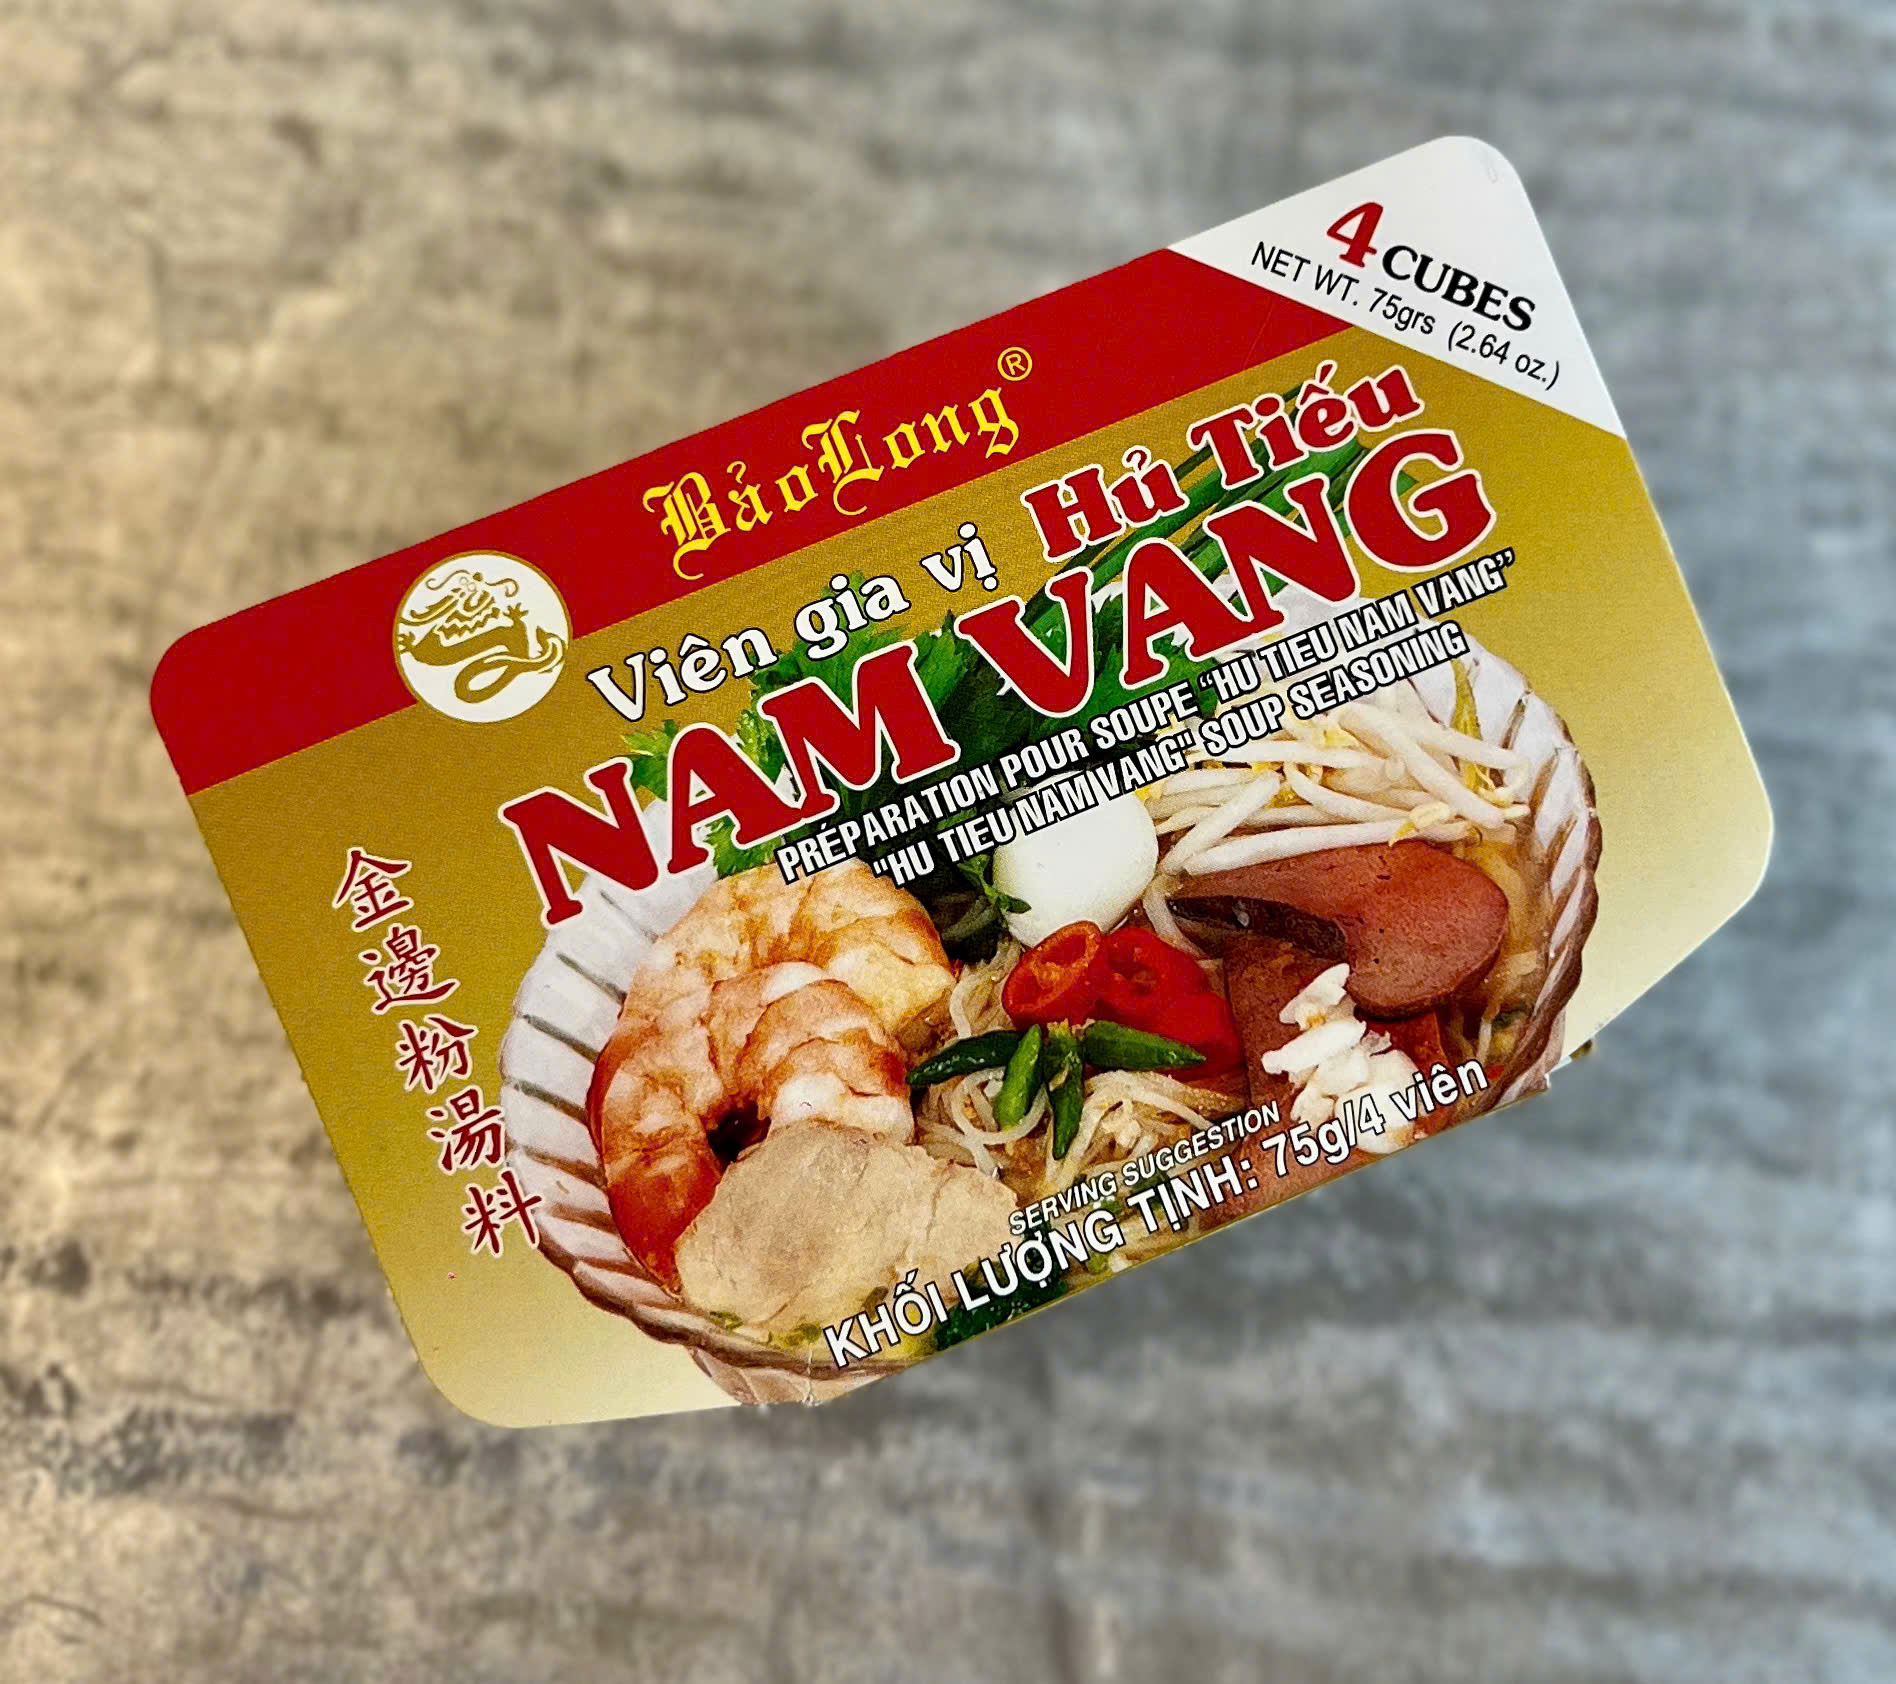 4 CUBES
NET WT. 75grs (2.64 oz.)
BảoLong®
Viên gia vị Hủ Tiếu
NAM VANG
PRÉPARATION POUR SOUPE “HU TIEU NAM VANG”
"HU TIEU NAM VANG" SOUP SEASONING
金邊粉湯料
SERVING SUGGESTION
KHỐI LƯỢNG TỊNH: 75g/4 viên